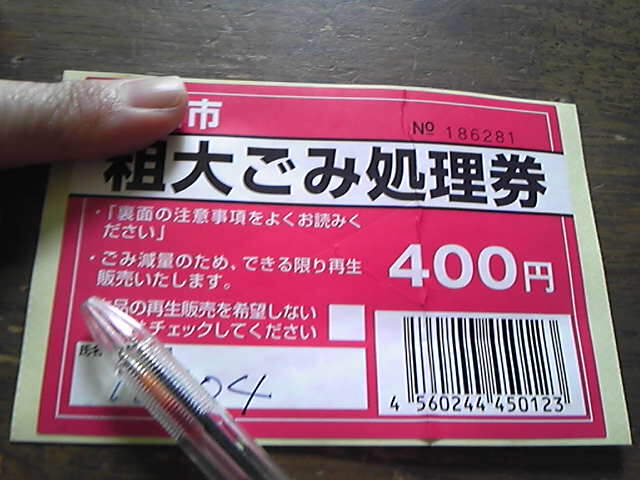 市
No 186281
粗大ごみ処理券
・「裏面の注意事項をよくお読みく
ださい」
・ごみ減量のため、できる限り再生
販売いたします。
400円
品の再生販売を希望しない
チェックしてください
氏名
04
4 560244 450123